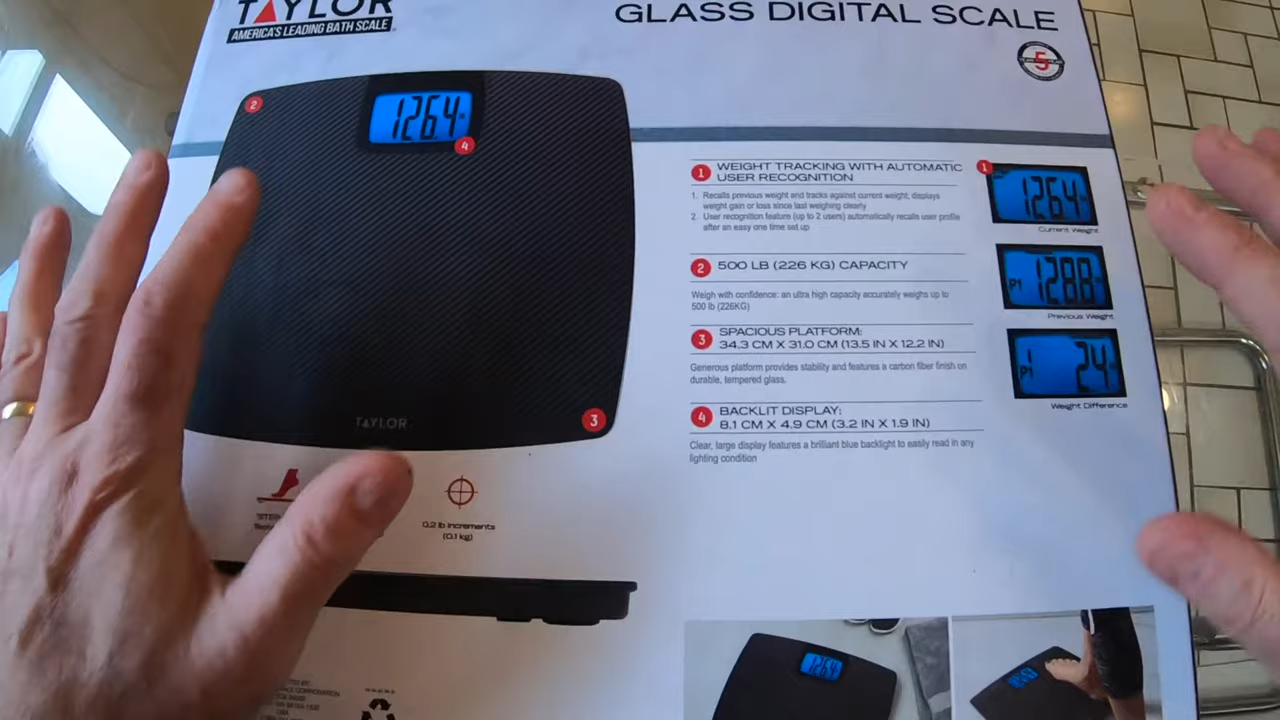 TAYLOR
AMERICA'S LEADING BATH SCALE
GLASS DIGITAL SCALE
5
2
126.4
4
1 WEIGHT TRACKING WITH AUTOMATIC
USER RECOGNITION
1. Recalls previous weight and tracks against current weight, displays
weight gain or loss since last weighing clearly
2. User recognition feature (up to 2 users) automatically recalls user profile
after an easy one time set up
1
126.4
Current Weight
2 500 LB (226 KG) CAPACITY
Weigh with confidence: an ultra high capacity accurately weighs up to
500 lb (226KG)
P1 128.8
Previous Weight
3 SPACIOUS PLATFORM:
34.3 CM X 31.0 CM (13.5 IN X 12.2 IN)
Generous platform provides stability and features a carbon fiber finish on
durable, tempered glass.
P1 2.4
Weight Difference
4 BACKLIT DISPLAY:
8.1 CM X 4.9 CM (3.2 IN X 1.9 IN)
Clear, large display features a brilliant blue backlight to easily read in any
lighting condition
TAYLOR
3
0.2 lb increments
(0.1 kg)
126.4